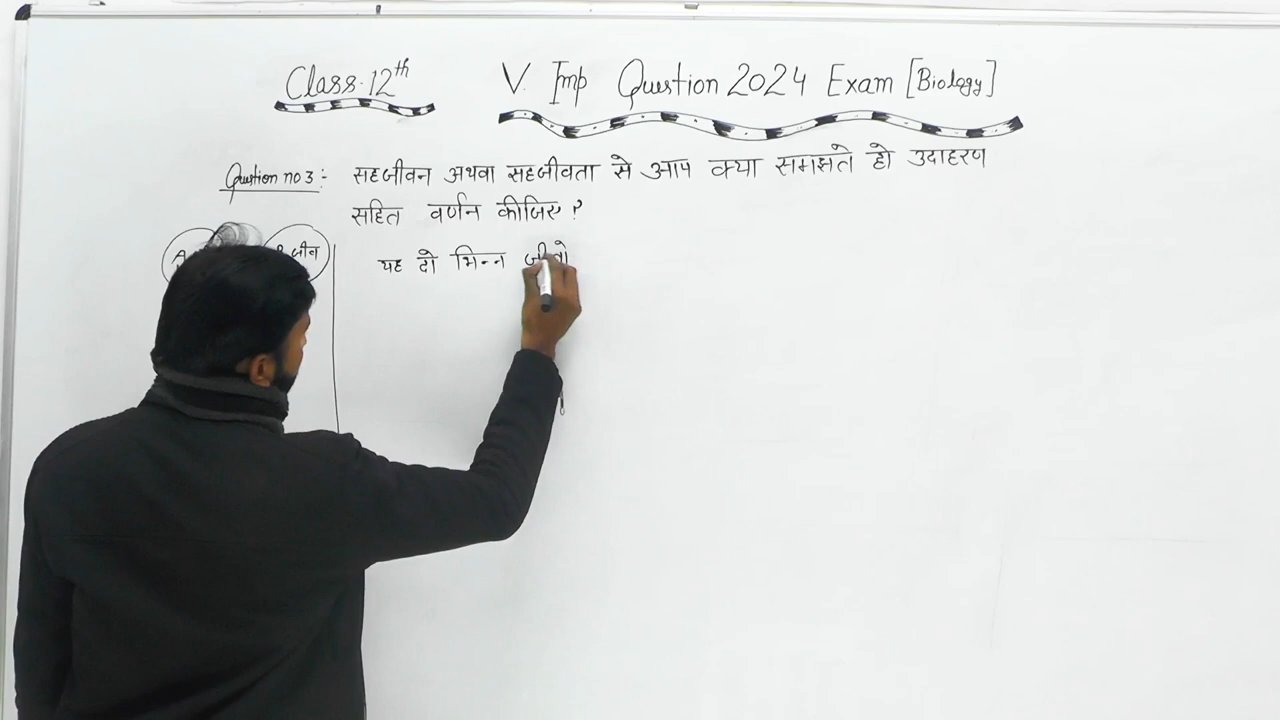 Class·12th
V. Imp Question 2024 Exam [Biology]
Question no 3:- सहजीवन अथवा सहजीवता से आप क्या समझते हो उदाहरण
सहित वर्णन कीजिए?
A
जीव
यह दो भिन्न जीवो